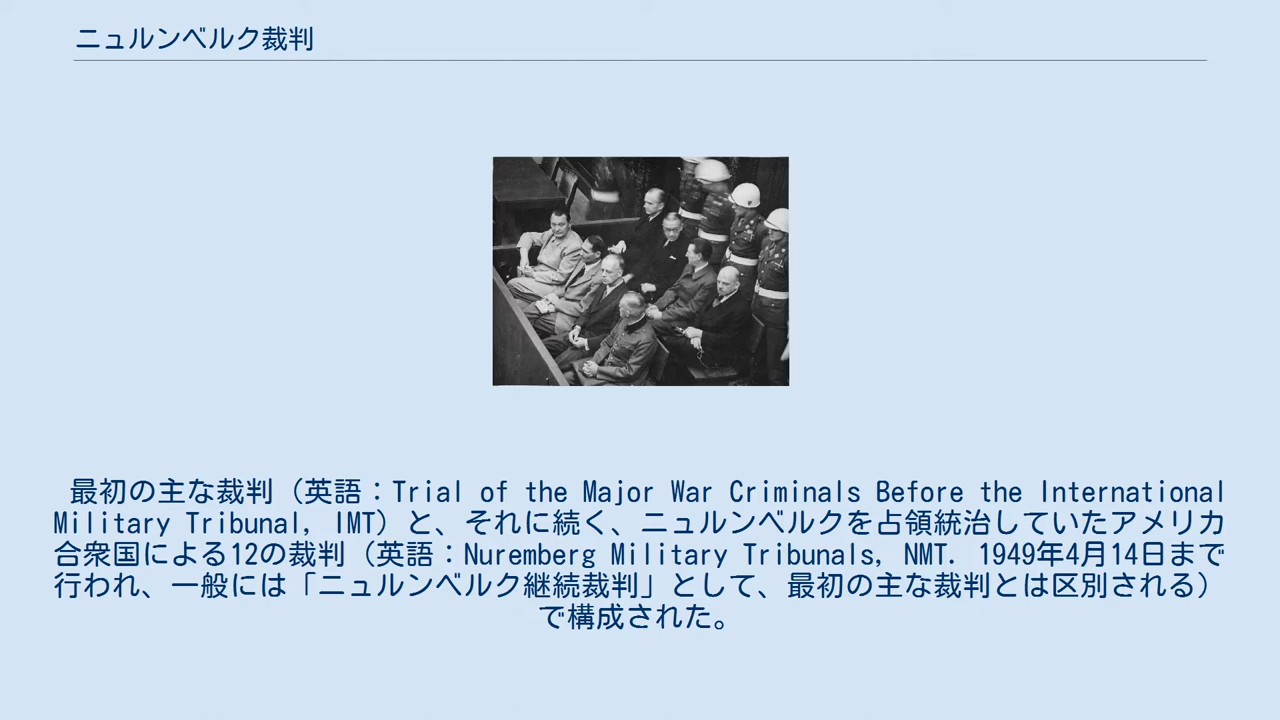 ニュルンベルク裁判
最初の主な裁判（英語：Trial of the Major War Criminals Before the International
Military Tribunal, IMT）と、それに続く、ニュルンベルクを占領統治していたアメリカ
合衆国による12の裁判（英語：Nuremberg Military Tribunals, NMT. 1949年4月14日まで
行われ、一般には「ニュルンベルク継続裁判」として、最初の主な裁判とは区別される）
で構成された。